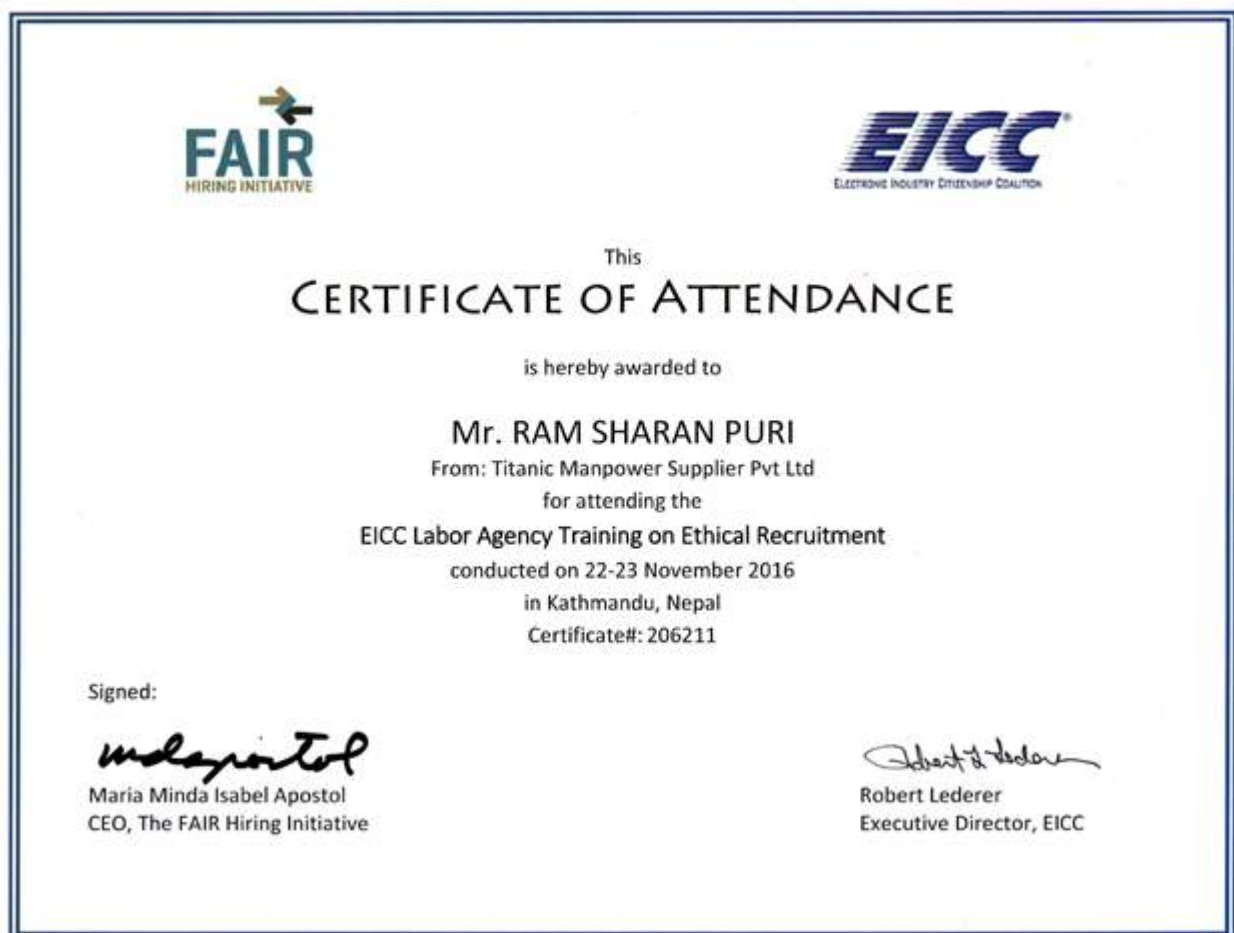 FAIR
HIRING INITIATIVE
EICC®
ELECTRONIC INDUSTRY CITIZENSHIP COALITION
This
CERTIFICATE OF ATTENDANCE
is hereby awarded to
Mr. RAM SHARAN PURI
From: Titanic Manpower Supplier Pvt Ltd
for attending the
EICC Labor Agency Training on Ethical Recruitment
conducted on 22-23 November 2016
in Kathmandu, Nepal
Certificate#: 206211
Signed:
mdapostol
Robert L Lederer
Maria Minda Isabel Apostol
CEO, The FAIR Hiring Initiative
Robert Lederer
Executive Director, EICC